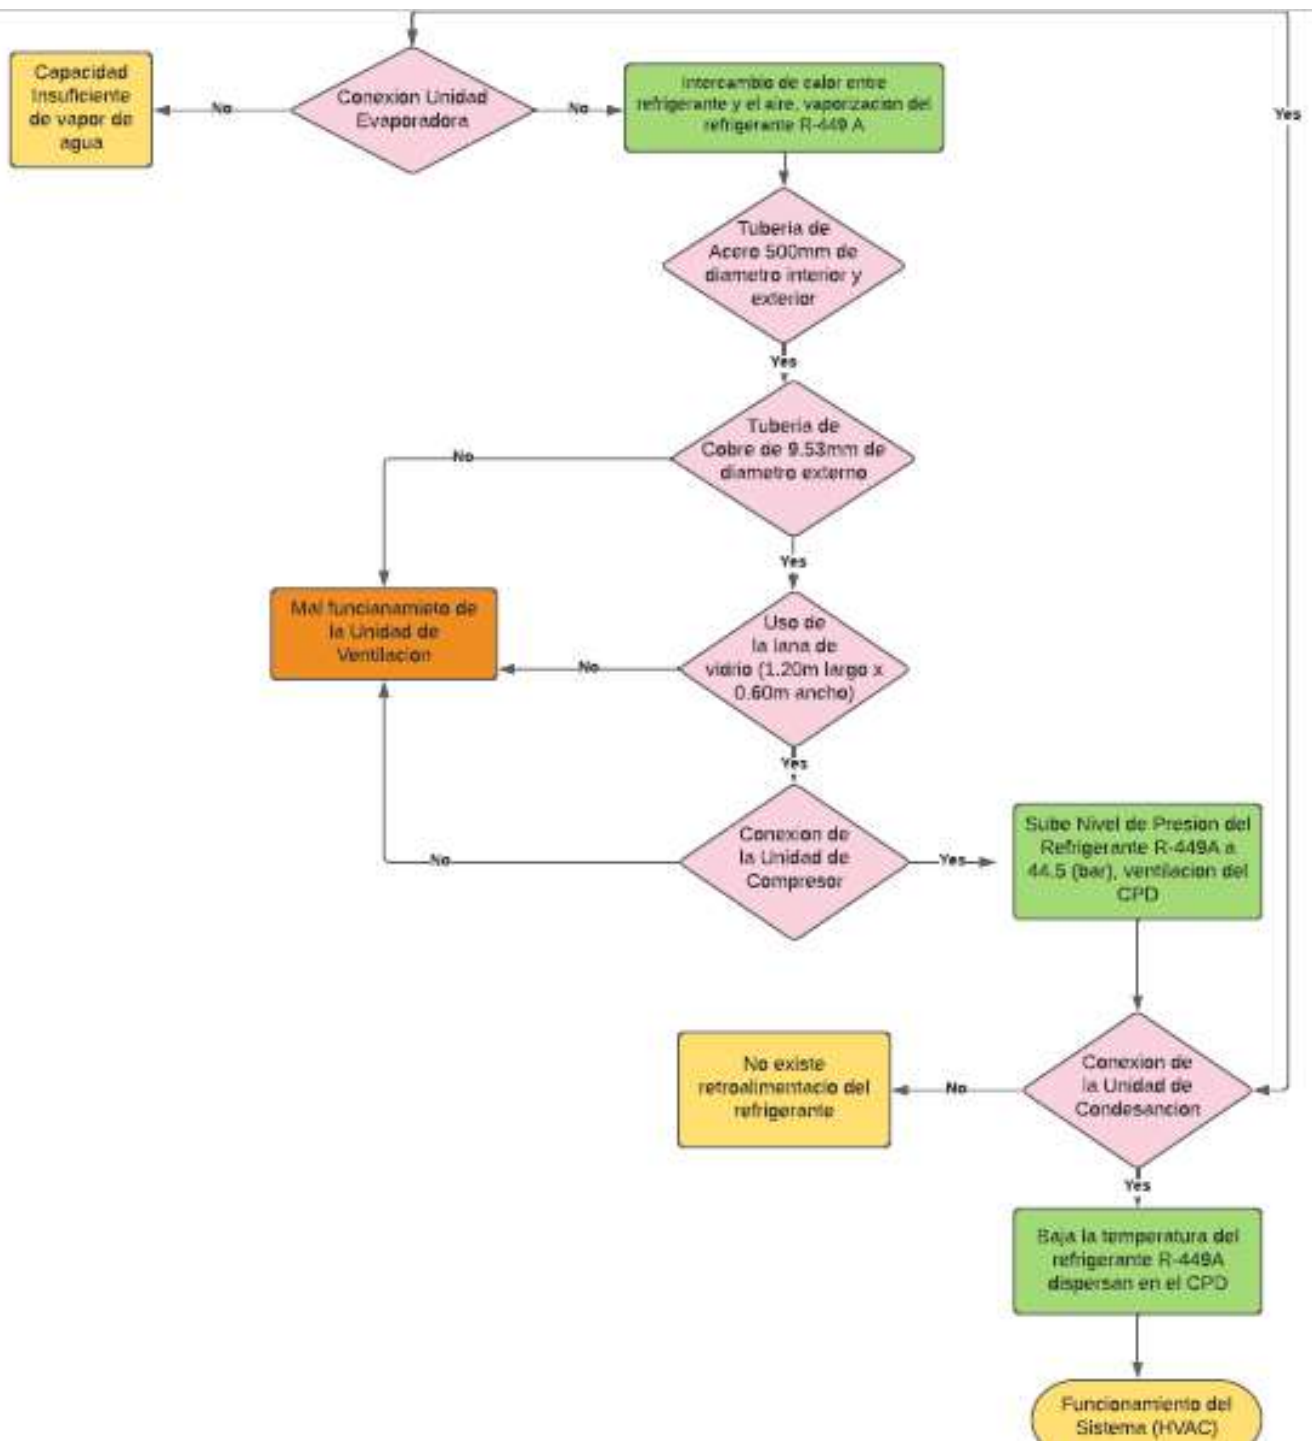 Capacidad
Insuficiente
de vapor de
agua
No
Conexion Unidad
Evaporadora
No
Intercambio de calor entre
refrigerante y el aire, vaporizacion del
refrigerante R-449 A
Yes
Tuberia de
Acero 500mm de
diametro interior y
exterior
Yes
Tuberia de
Cobre de 9.53mm de
diametro externo
No
Yes
Mal funcianamieto de
la Unidad de
Ventilacion
No
Uso de
la lana de
vidrio (1.20m largo x
0.60m ancho)
Yes
Conexion de
la Unidad de
Compresor
No
Yes
Sube Nivel de Presion del
Refrigerante R-449A a
44.5 (bar), ventilacion del
CPD
No existe
retroalimentacio del
refrigerante
No
Conexion de
la Unidad de
Condesancion
Yes
Baja la temperatura del
refrigerante R-449A
dispersan en el CPD
Funcionamiento del
Sistema (HVAC)